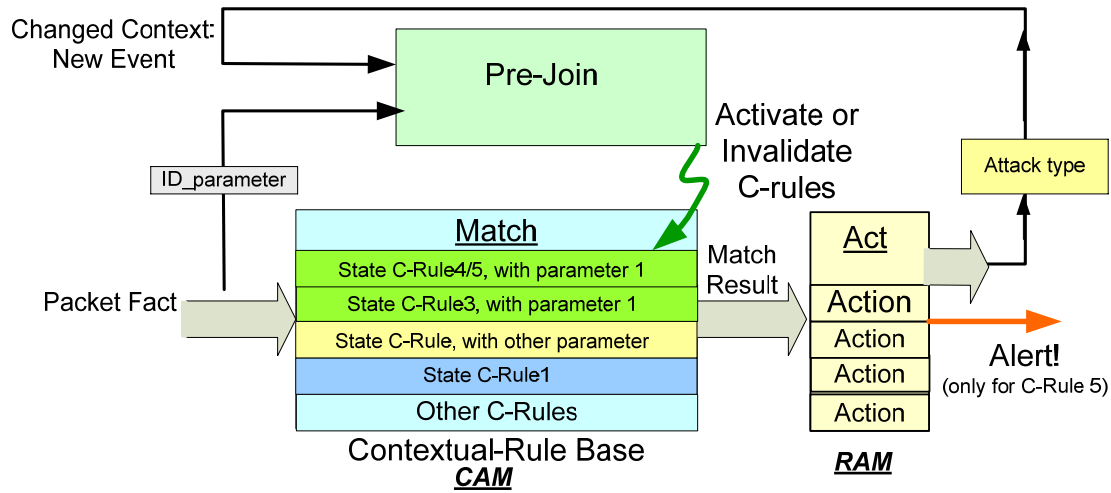 Changed Context:
New Event
Pre-Join
Activate or
Invalidate
C-rules
ID_parameter
Attack type
Match
Act
State C-Rule4/5, with parameter 1
Match
Result
Packet Fact
State C-Rule3, with parameter 1
Action
State C-Rule, with other parameter
Action
Alert!
(only for C-Rule 5)
State C-Rule1
Action
Other C-Rules
Action
Contextual-Rule Base
CAM
RAM